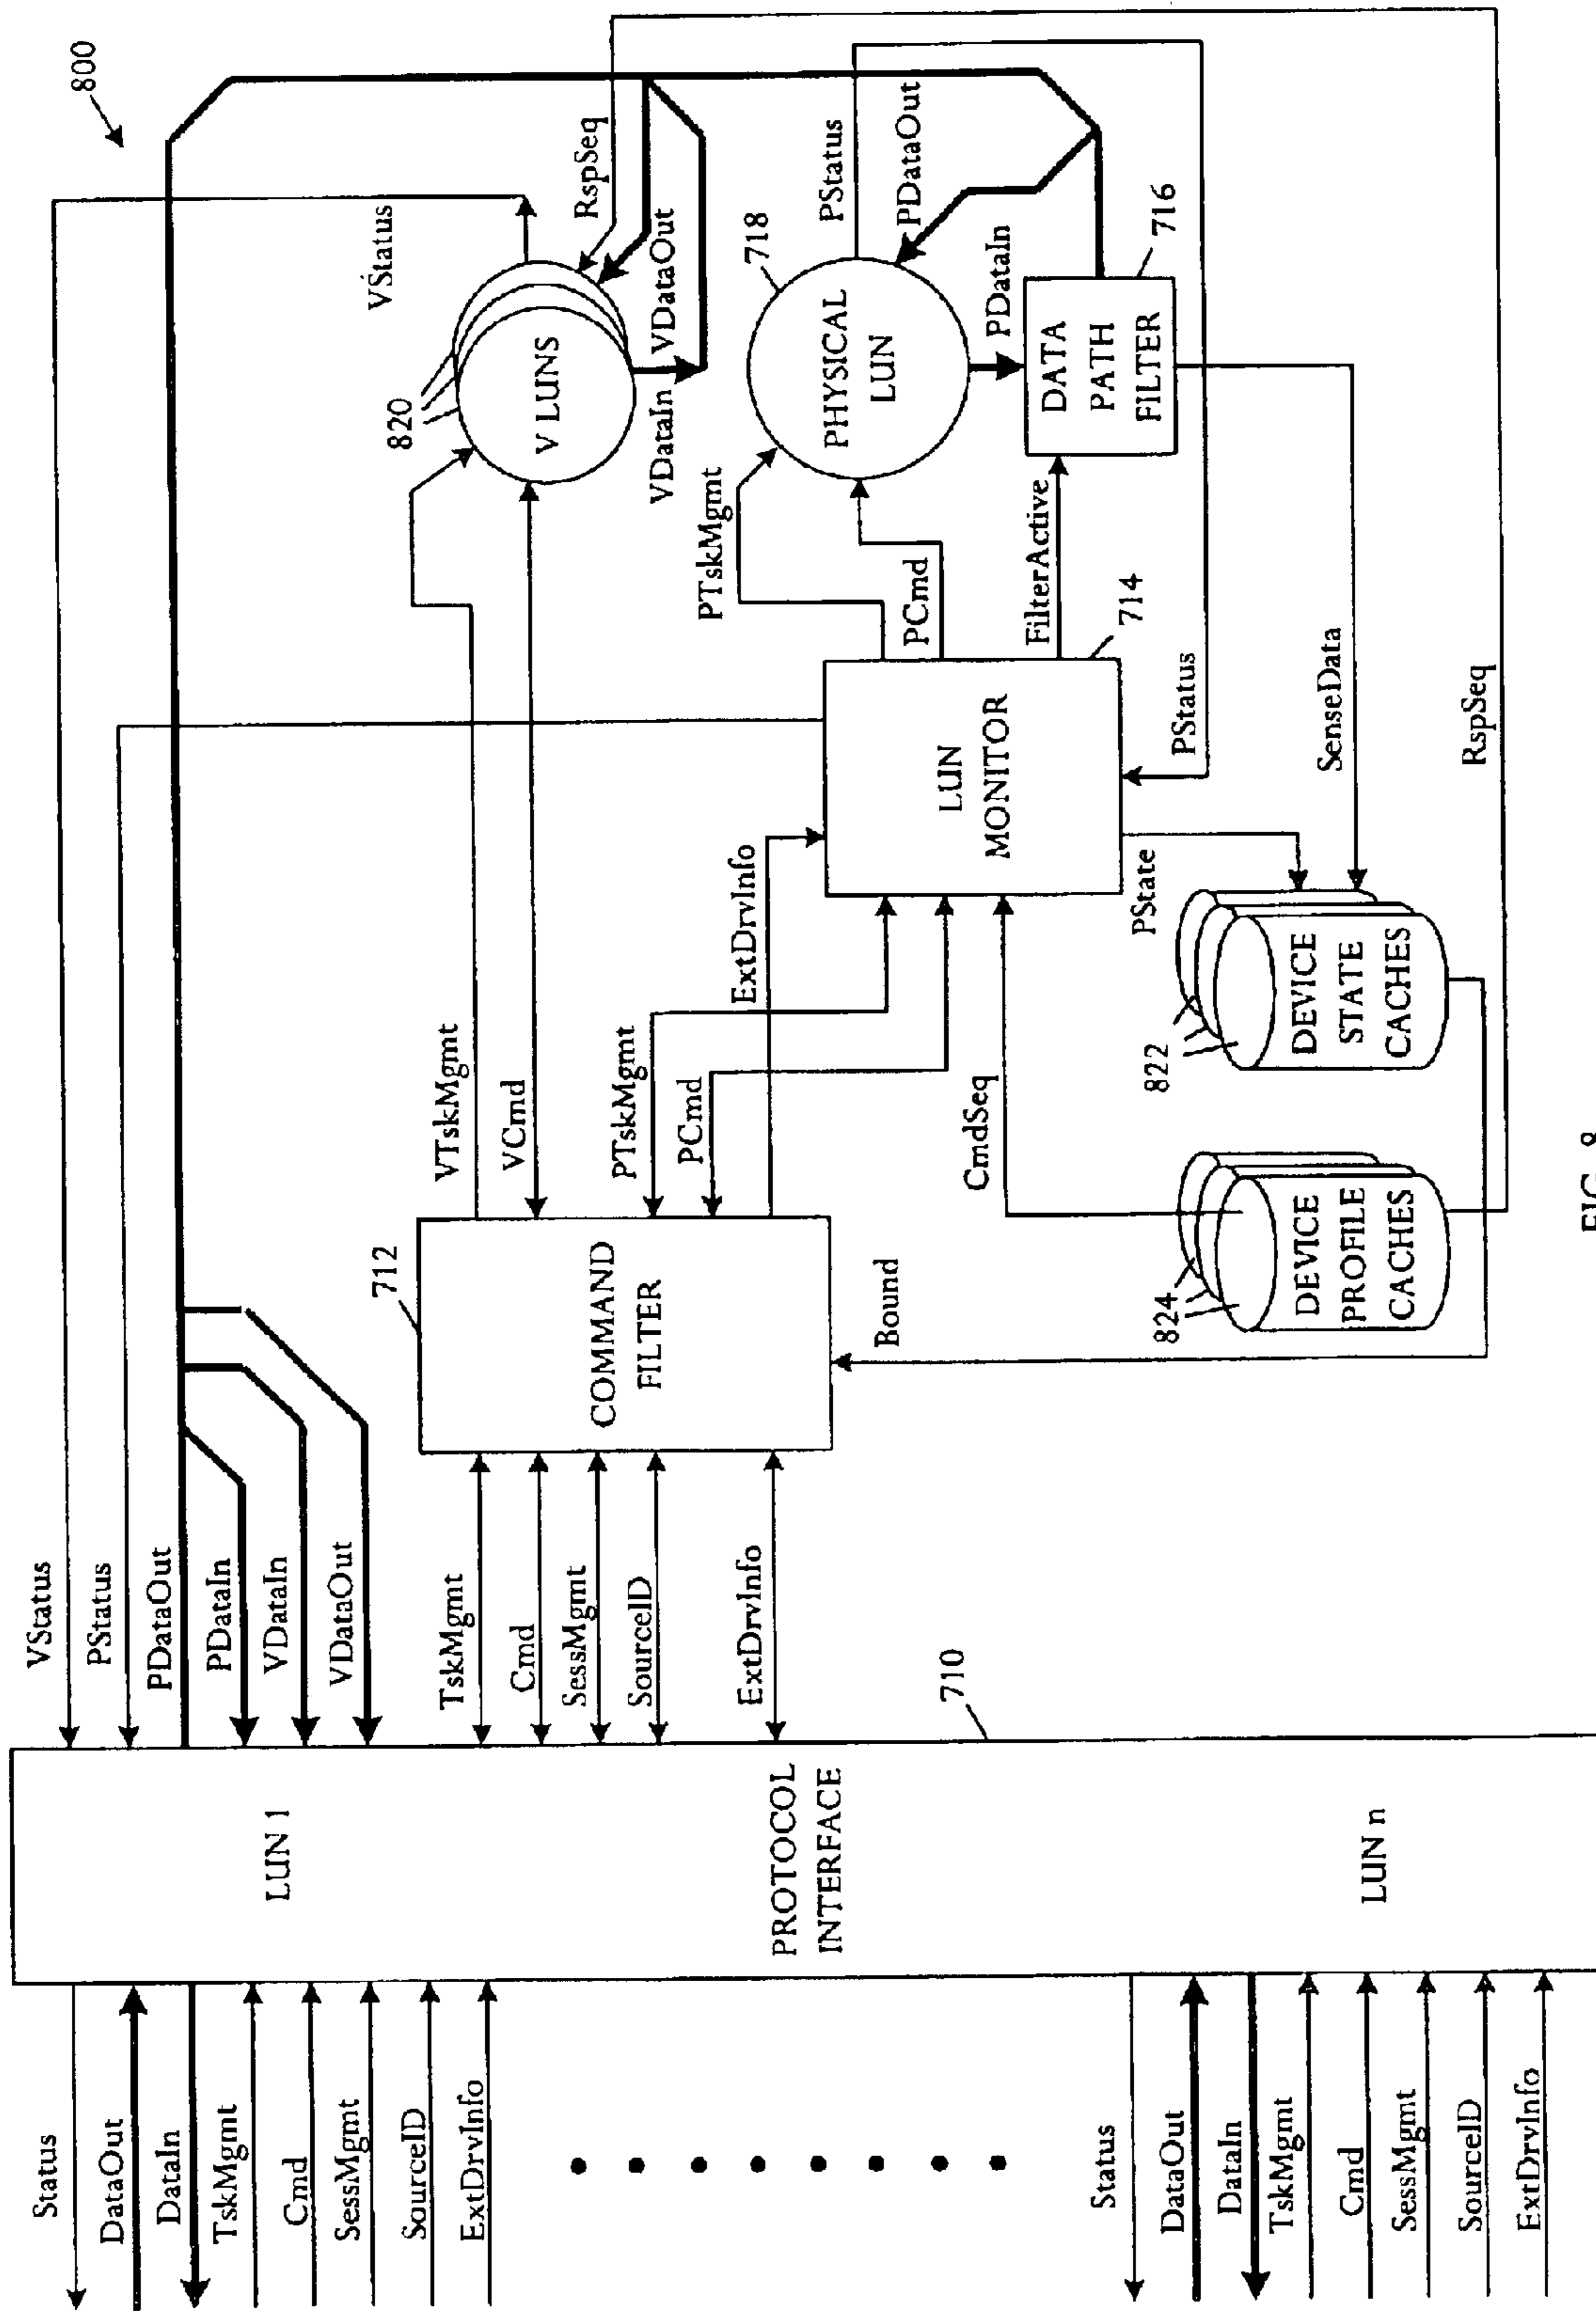 800
VStatus
PStatus
PDataOut
PDataIn
VDataIn
VDataOut
VStatus
RspSeq
820
V LUNS
VDataIn
VDataOut
Status
DataOut
DataIn
TskMgmt
Cmd
SessMgmt
SourceID
ExtDrvInfo
LUN 1
TskMgmt
Cmd
SessMgmt
SourceID
ExtDrvInfo
712
COMMAND
FILTER
VTskMgmt
VCmd
PTskMgmt
PCmd
ExtDrvInfo
PTskMgmt
PCmd
FilterActive
718
PHYSICAL
LUN
PStatus
PDataOut
PDataIn
716
DATA
PATH
FILTER
714
LUN
MONITOR
710
PROTOCOL
INTERFACE
Bound
CmdSeq
PState
PStatus
SenseData
RspSeq
824
DEVICE
PROFILE
CACHES
822
DEVICE
STATE
CACHES
Status
DataOut
DataIn
TskMgmt
Cmd
SessMgmt
SourceID
ExtDrvInfo
LUN n
FIG. 8